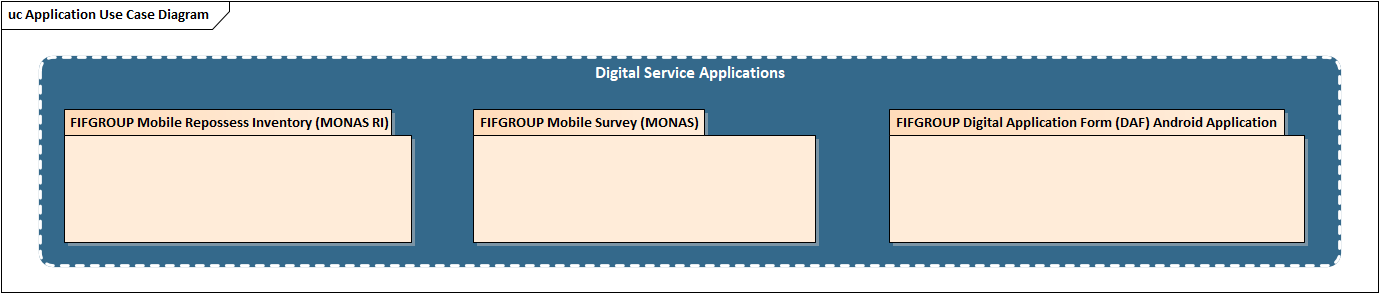 uc Application Use Case Diagram
Digital Service Applications
FIFGROUP Mobile Repossess Inventory (MONAS RI)
FIFGROUP Mobile Survey (MONAS)
FIFGROUP Digital Application Form (DAF) Android Application